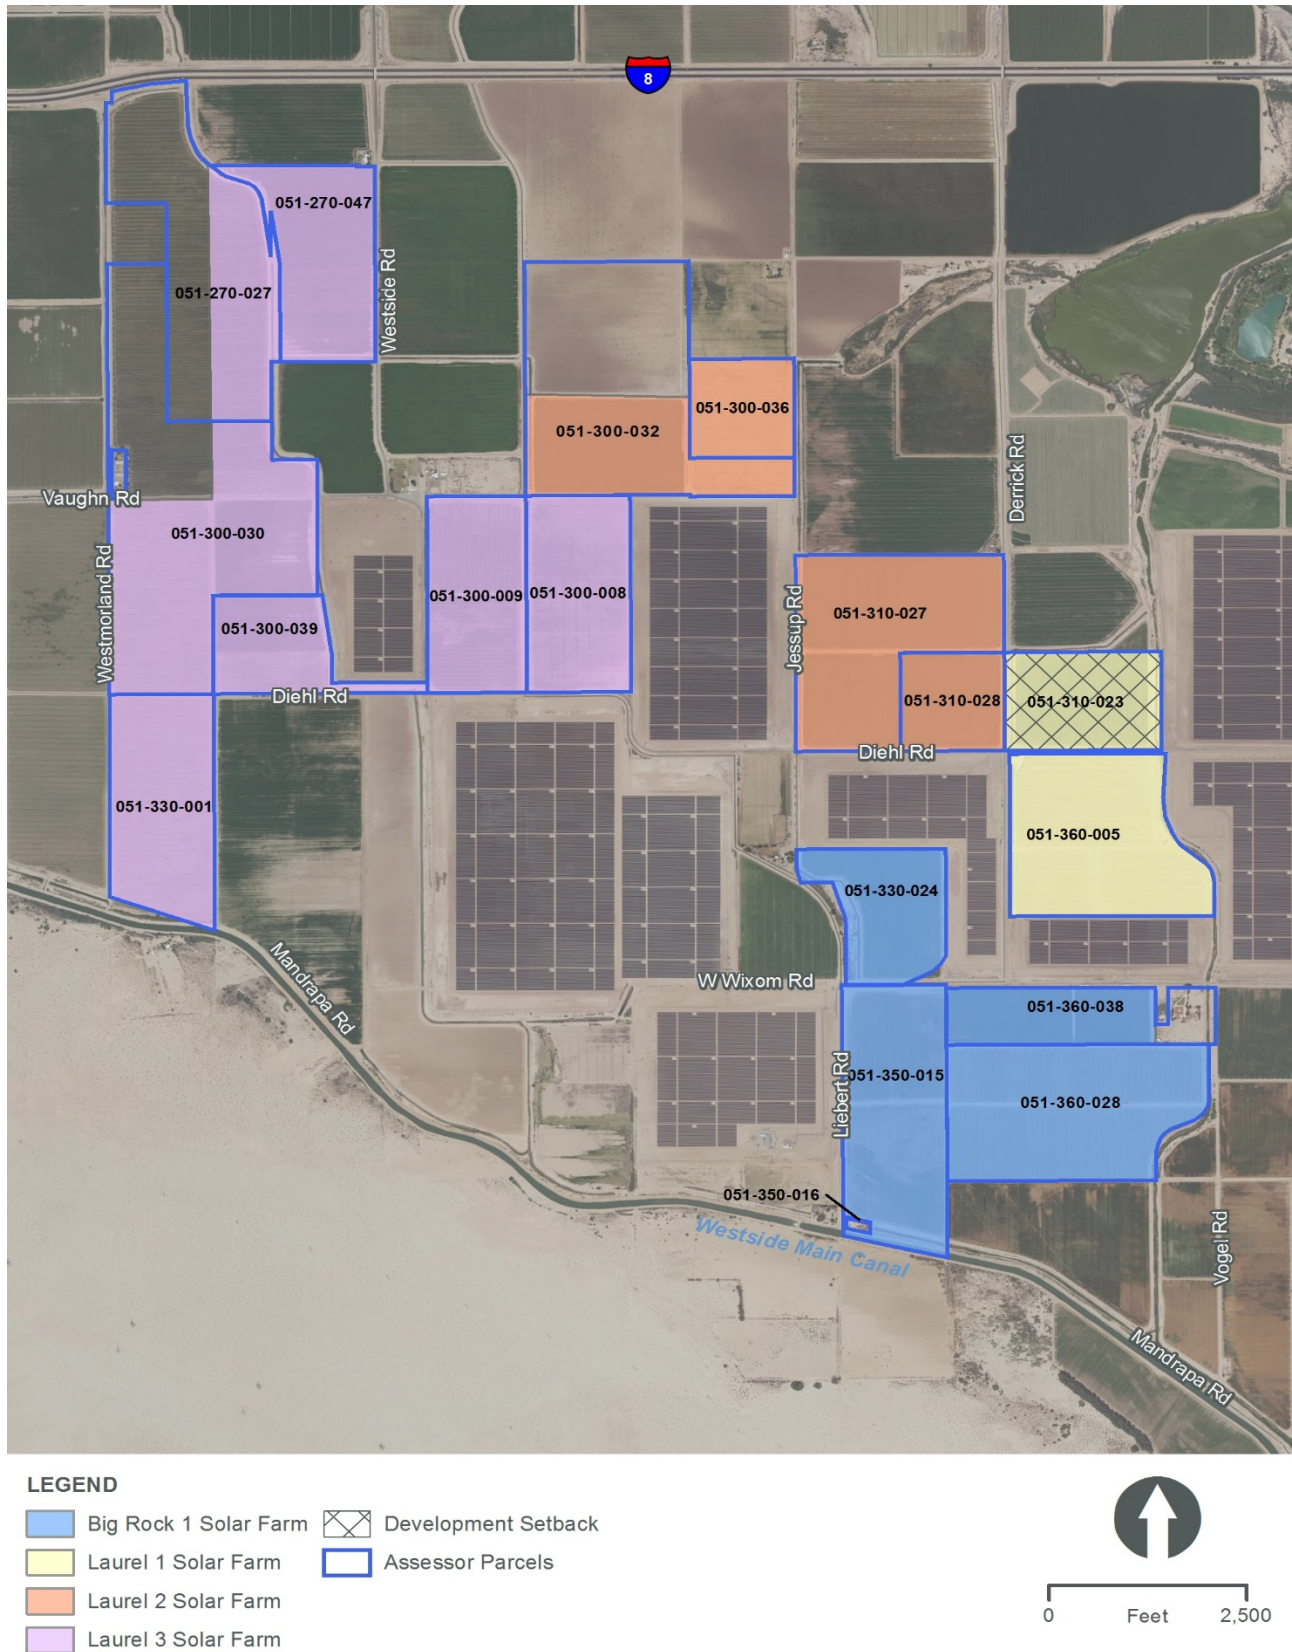 8
051-270-047
Westside Rd
051-270-027
051-300-036
051-300-032
Derrick Rd
Vaughn Rd
051-300-030
Westmorland Rd
051-300-009
051-300-008
Jessup Rd
051-310-027
051-300-039
Diehl Rd
051-310-028
051-310-023
Diehl Rd
051-330-001
051-360-005
051-330-024
Mandrapa Rd
W Wixom Rd
051-360-038
Liebert Rd
051-350-015
051-360-028
051-350-016
Westside Main Canal
Vogel Rd
Mandrapa Rd
LEGEND
Big Rock 1 Solar Farm
Laurel 1 Solar Farm
Laurel 2 Solar Farm
Laurel 3 Solar Farm
Development Setback
Assessor Parcels
0 Feet 2,500